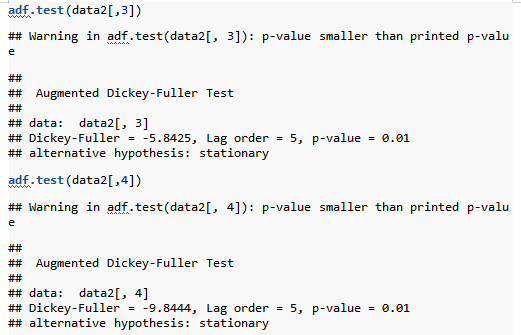 adf.test(data2[,3])
## Warning in adf.test(data2[, 3]): p-value smaller than printed p-valu
e
##
##  Augmented Dickey-Fuller Test
##
## data:  data2[, 3]
## Dickey-Fuller = -5.8425, Lag order = 5, p-value = 0.01
## alternative hypothesis: stationary
adf.test(data2[,4])
## Warning in adf.test(data2[, 4]): p-value smaller than printed p-valu
e
##
##  Augmented Dickey-Fuller Test
##
## data:  data2[, 4]
## Dickey-Fuller = -9.8444, Lag order = 5, p-value = 0.01
## alternative hypothesis: stationary